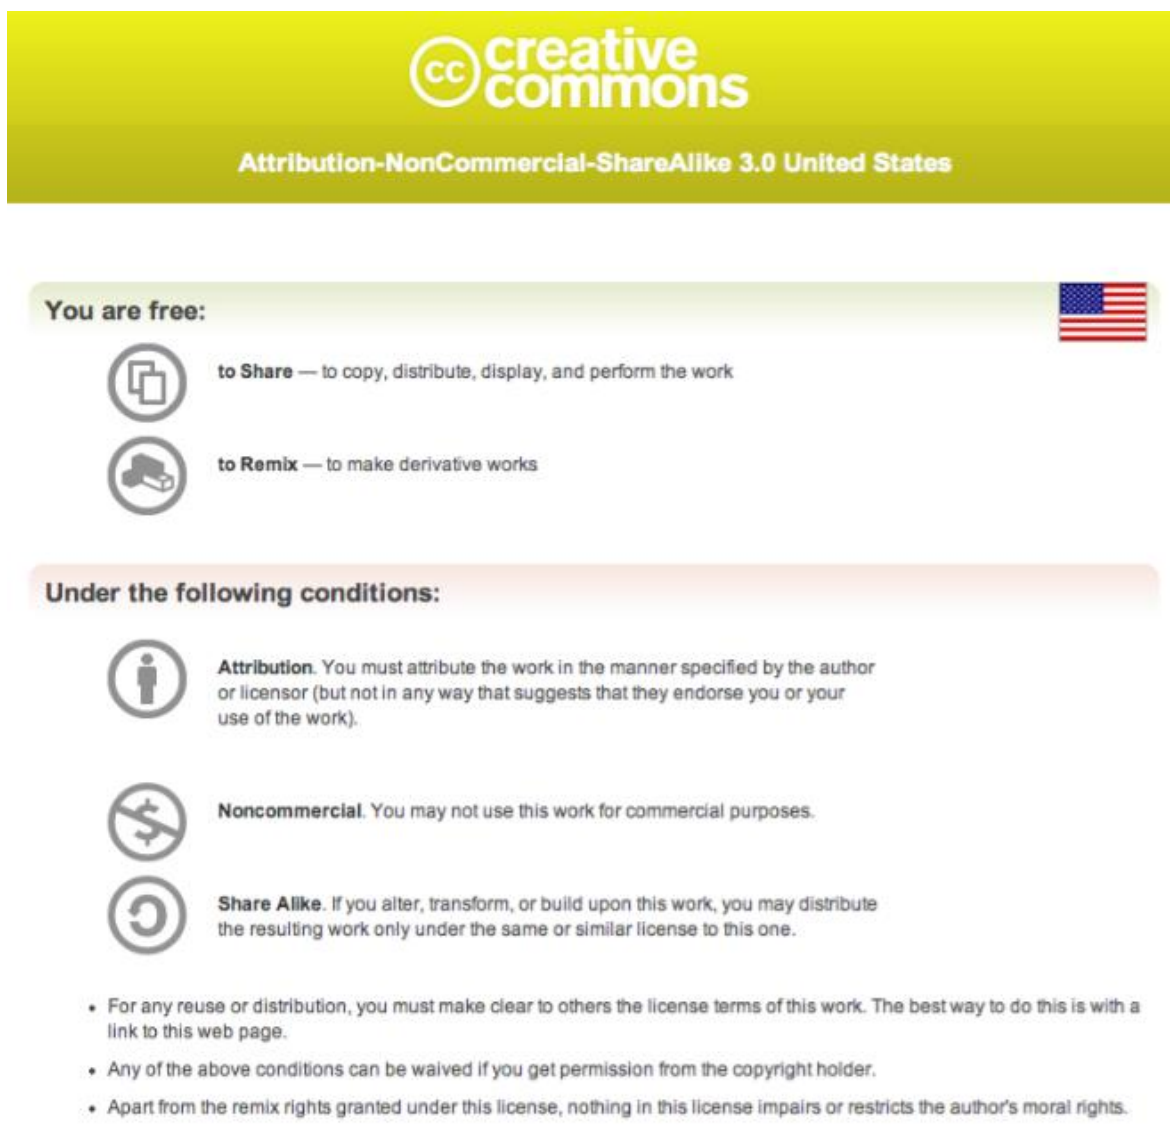 cc creative
commons
Attribution-NonCommercial-ShareAlike 3.0 United States
You are free:
to Share — to copy, distribute, display, and perform the work
to Remix — to make derivative works
Under the following conditions:
Attribution. You must attribute the work in the manner specified by the author
or licensor (but not in any way that suggests that they endorse you or your
use of the work).
Noncommercial. You may not use this work for commercial purposes.
Share Alike. If you alter, transform, or build upon this work, you may distribute
the resulting work only under the same or similar license to this one.
• For any reuse or distribution, you must make clear to others the license terms of this work. The best way to do this is with a
link to this web page.
• Any of the above conditions can be waived if you get permission from the copyright holder.
• Apart from the remix rights granted under this license, nothing in this license impairs or restricts the author's moral rights.